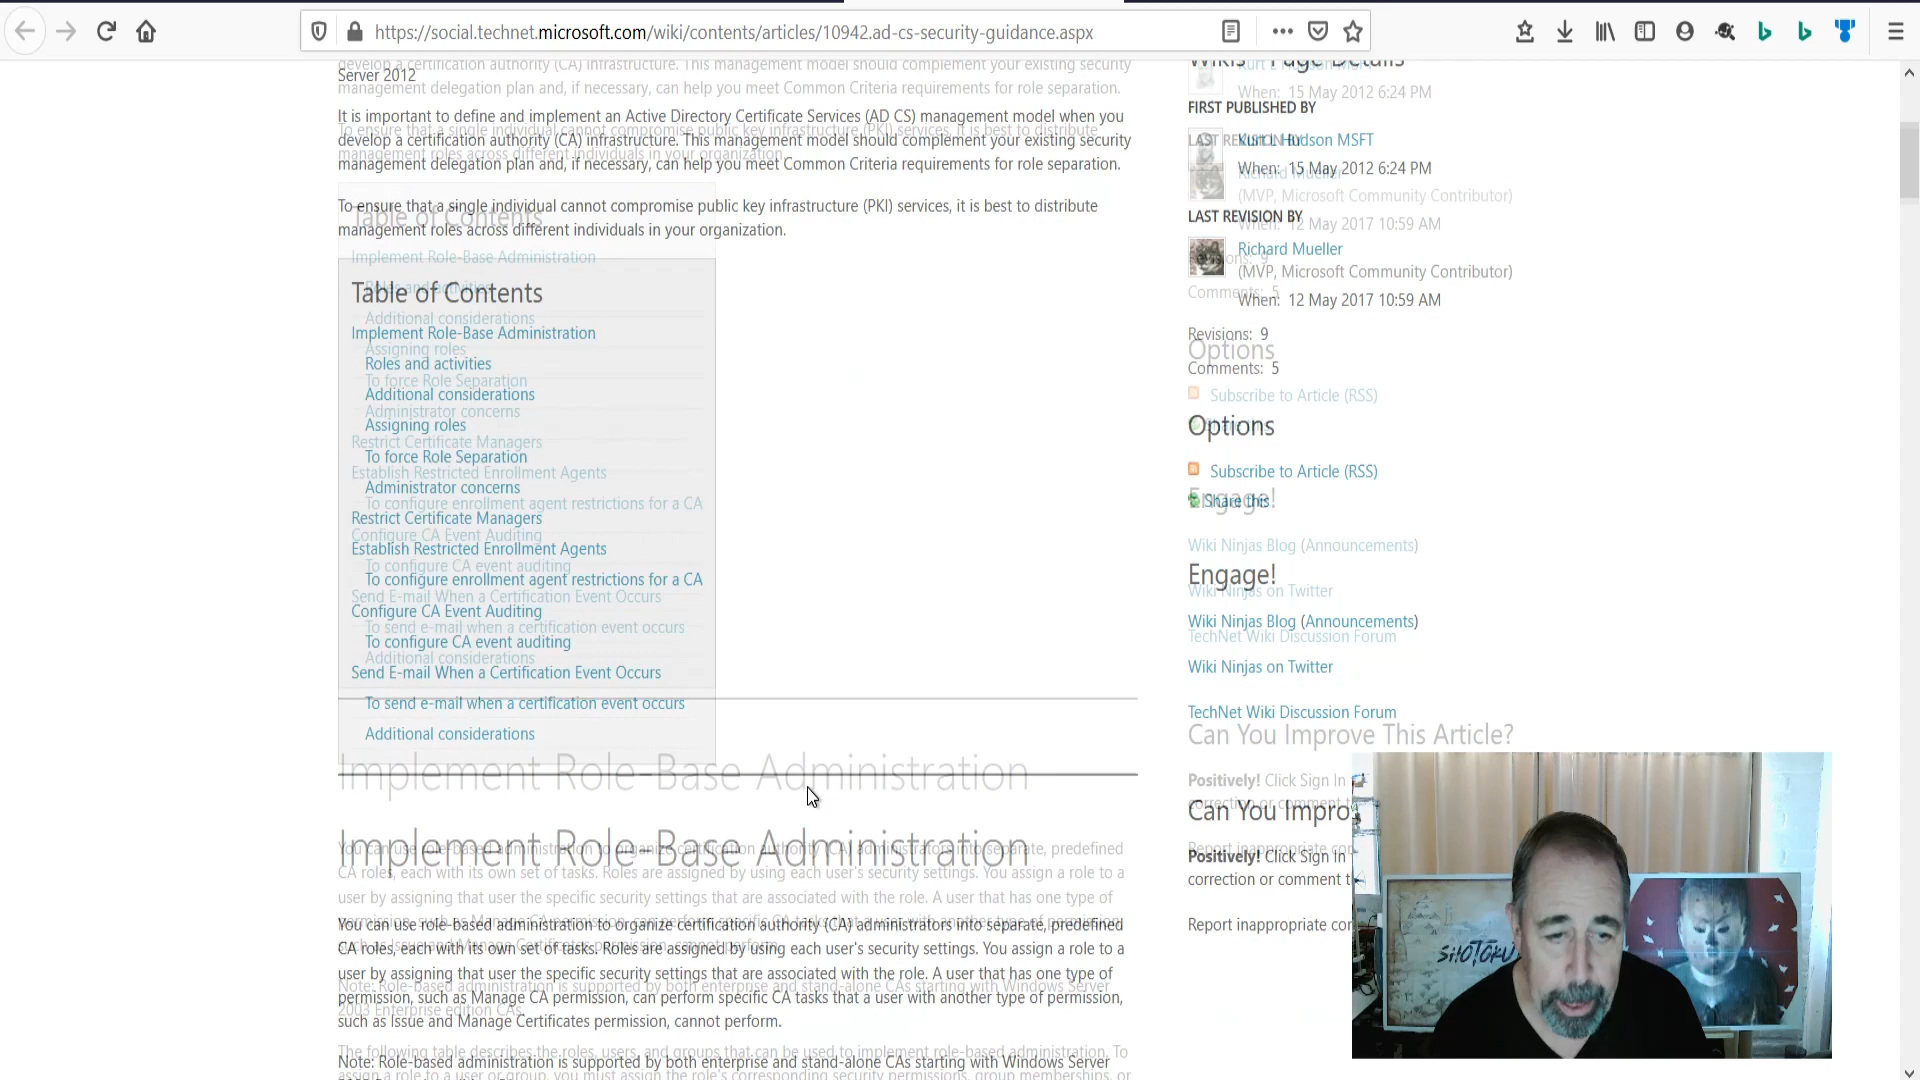 https://social.technet.microsoft.com/wiki/contents/articles/10942.ad-cs-security-guidance.aspx
Server 2012
It is important to define and implement an Active Directory Certificate Services (AD CS) management model when you
develop a certification authority (CA) infrastructure. This management model should complement your existing security
management delegation plan and, if necessary, can help you meet Common Criteria requirements for role separation.
To ensure that a single individual cannot compromise public key infrastructure (PKI) services, it is best to distribute
management roles across different individuals in your organization.
Table of Contents
Implement Role-Base Administration
Roles and activities
Additional considerations
Assigning roles
To force Role Separation
Administrator concerns
Restrict Certificate Managers
Establish Restricted Enrollment Agents
To configure enrollment agent restrictions for a CA
Configure CA Event Auditing
To configure CA event auditing
Send E-mail When a Certification Event Occurs
To send e-mail when a certification event occurs
Additional considerations
Implement Role-Base Administration
You can use role-based administration to organize certification authority (CA) administrators into separate, predefined
CA roles, each with its own set of tasks. Roles are assigned by using each user's security settings. You assign a role to a
user by assigning that user the specific security settings that are associated with the role. A user that has one type of
permission, such as Manage CA permission, can perform specific CA tasks that a user with another type of permission,
such as Issue and Manage Certificates permission, cannot perform.
Note: Role-based administration is supported by both enterprise and stand-alone CAs starting with Windows Server
Wikis - Page Details
FIRST PUBLISHED BY
Kurt L Hudson MSFT
When: 15 May 2012 6:24 PM
LAST REVISION BY
Richard Mueller
(MVP, Microsoft Community Contributor)
When: 12 May 2017 10:59 AM
Revisions: 9
Comments: 5
Options
Subscribe to Article (RSS)
Share this
Engage!
Wiki Ninjas Blog (Announcements)
Wiki Ninjas on Twitter
TechNet Wiki Discussion Forum
Can You Impro
Positively! Click Sign In
correction or comment t
Report inappropriate co
SHOTOKU